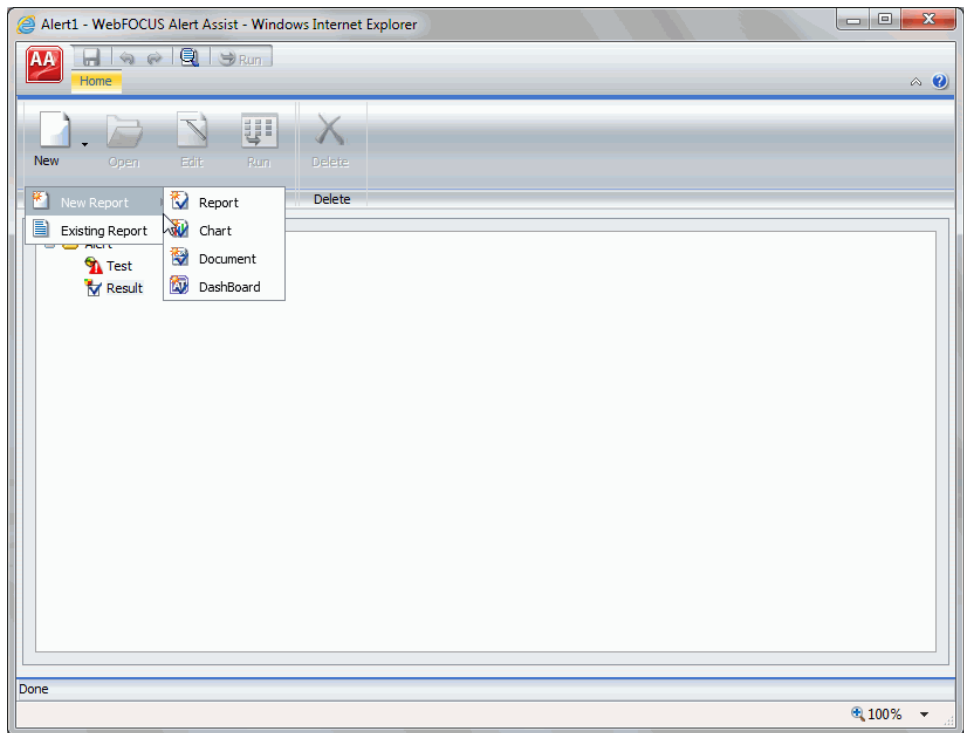 Alert1 - WebFOCUS Alert Assist - Windows Internet Explorer
AA
Run
Home
New
Open
Edit
Run
Delete
Delete
New Report
Report
Existing Report
Chart
Alert
Document
Test
DashBoard
Result
Done
100%